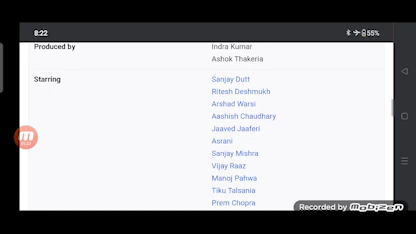 8:22
55%
Produced by
Indra Kumar
Ashok Thakeria
Starring
Sanjay Dutt
Ritesh Deshmukh
Arshad Warsi
Aashish Chaudhary
Jaaved Jaaferi
Asrani
Sanjay Mishra
Vijay Raaz
Manoj Pahwa
Tiku Talsania
Prem Chopra
Recorded by Mobizen